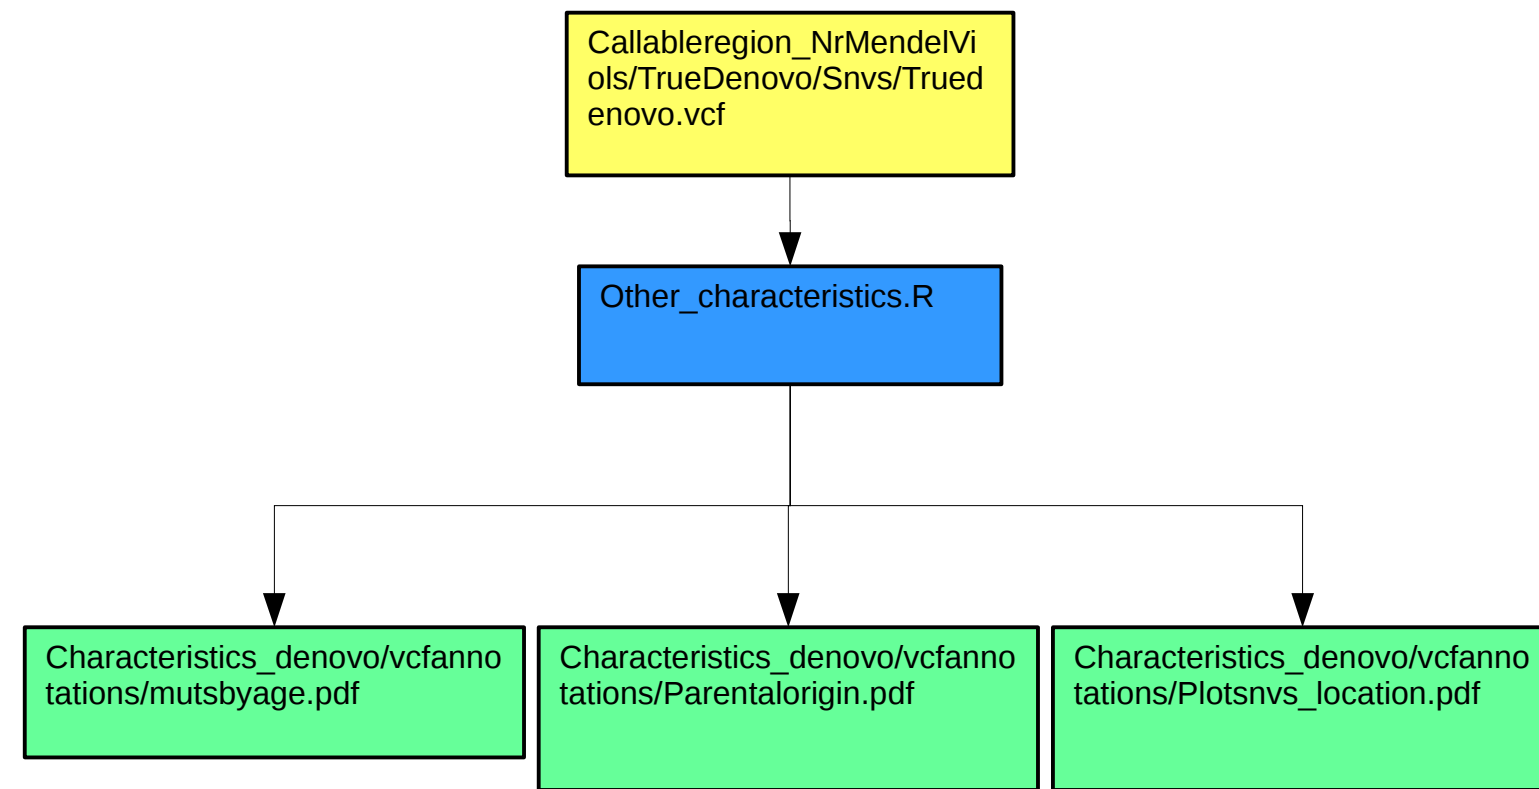 Callableregion_NrMendelVi
ols/TrueDenovo/Snvs/Trued
enovo.vcf
Other_characteristics.R
Characteristics_denovo/vcfanno
tations/mutsbyage.pdf
Characteristics_denovo/vcfanno
tations/Parentalorigin.pdf
Characteristics_denovo/vcfanno
tations/Plotsnvs_location.pdf